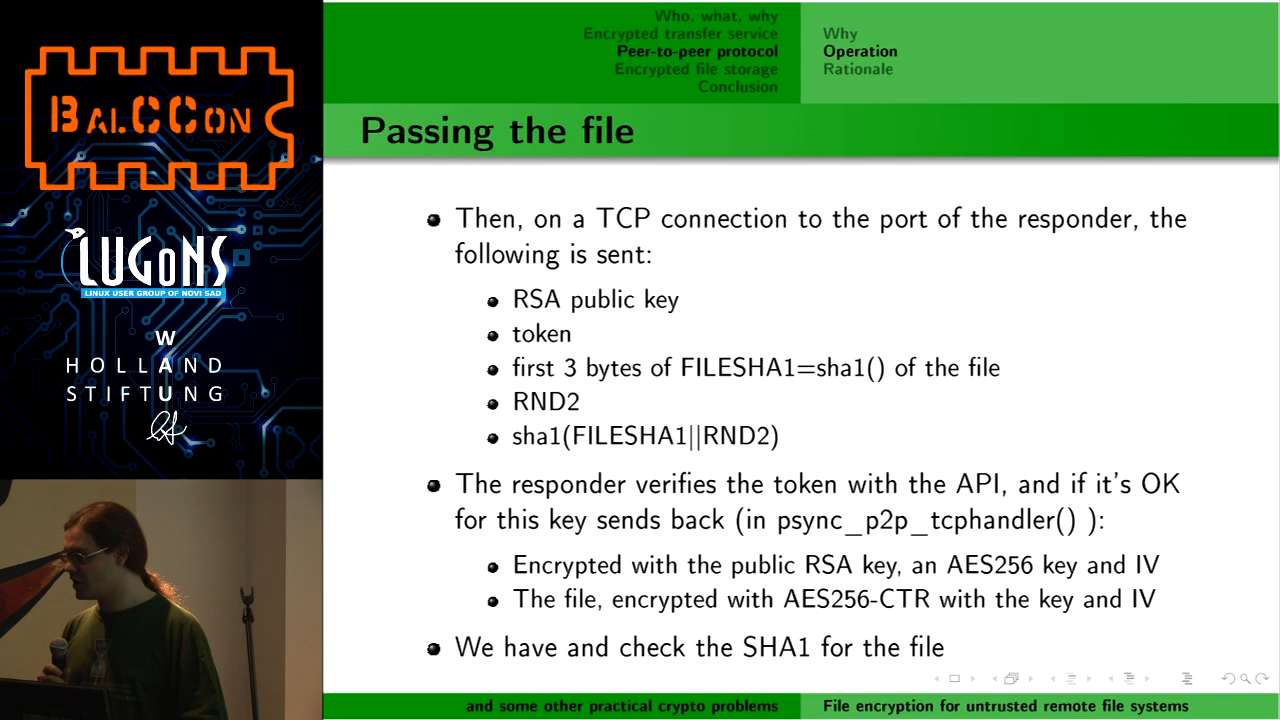 BALCCON
LUGONS
LINUX USER GROUP OF NOVI SAD
W
HOLLAND
STIFTUNG
Who, what, why
Encrypted transfer service
Peer-to-peer protocol
Encrypted file storage
Conclusion
Why
Operation
Rationale
Passing the file
Then, on a TCP connection to the port of the responder, the
following is sent:
RSA public key
token
first 3 bytes of FILESHA1=sha1() of the file
RND2
sha1(FILESHA1||RND2)
The responder verifies the token with the API, and if it's OK
for this key sends back (in psync_p2p_tcphandler() ):
Encrypted with the public RSA key, an AES256 key and IV
The file, encrypted with AES256-CTR with the key and IV
We have and check the SHA1 for the file
and some other practical crypto problems
File encryption for untrusted remote file systems